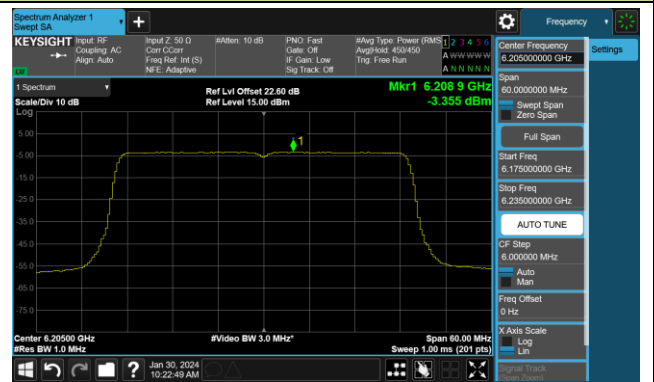 Spectrum Analyzer 1
Swept SA
+
Frequency
KEYSIGHT
Input: RF
Coupling: AC
Align: Auto
Input Z: 50 Ω
Corr CCorr
Freq Ref: Int (S)
NFE: Adaptive
#Atten: 10 dB
PNO: Fast
Gate: Off
IF Gain: Low
Sig Track: Off
#Avg Type: Power (RMS
Avg|Hold: 450/450
Trig: Free Run
1 2 3 4 5 6
A W W W W W
A N N N N N
LW
1 Spectrum
Scale/Div 10 dB
Log
Ref Lvl Offset 22.60 dB
Ref Level 15.00 dBm
Mkr1 6.208 9 GHz
-3.355 dBm
1
5.00
-5.00
-15.0
-25.0
-35.0
-45.0
-55.0
-65.0
-75.0
Center 6.20500 GHz
#Res BW 1.0 MHz
#Video BW 3.0 MHz*
Span 60.00 MHz
Sweep 1.00 ms (201 pts)
Jan 30, 2024
10:22:49 AM
?
Center Frequency
6.205000000 GHz
Settings
Span
60.0000000 MHz
Swept Span
Zero Span
Full Span
Start Freq
6.175000000 GHz
Stop Freq
6.235000000 GHz
AUTO TUNE
CF Step
6.000000 MHz
Auto
Man
Freq Offset
0 Hz
X Axis Scale
Log
Lin
Signal Track
(Span Zoom)